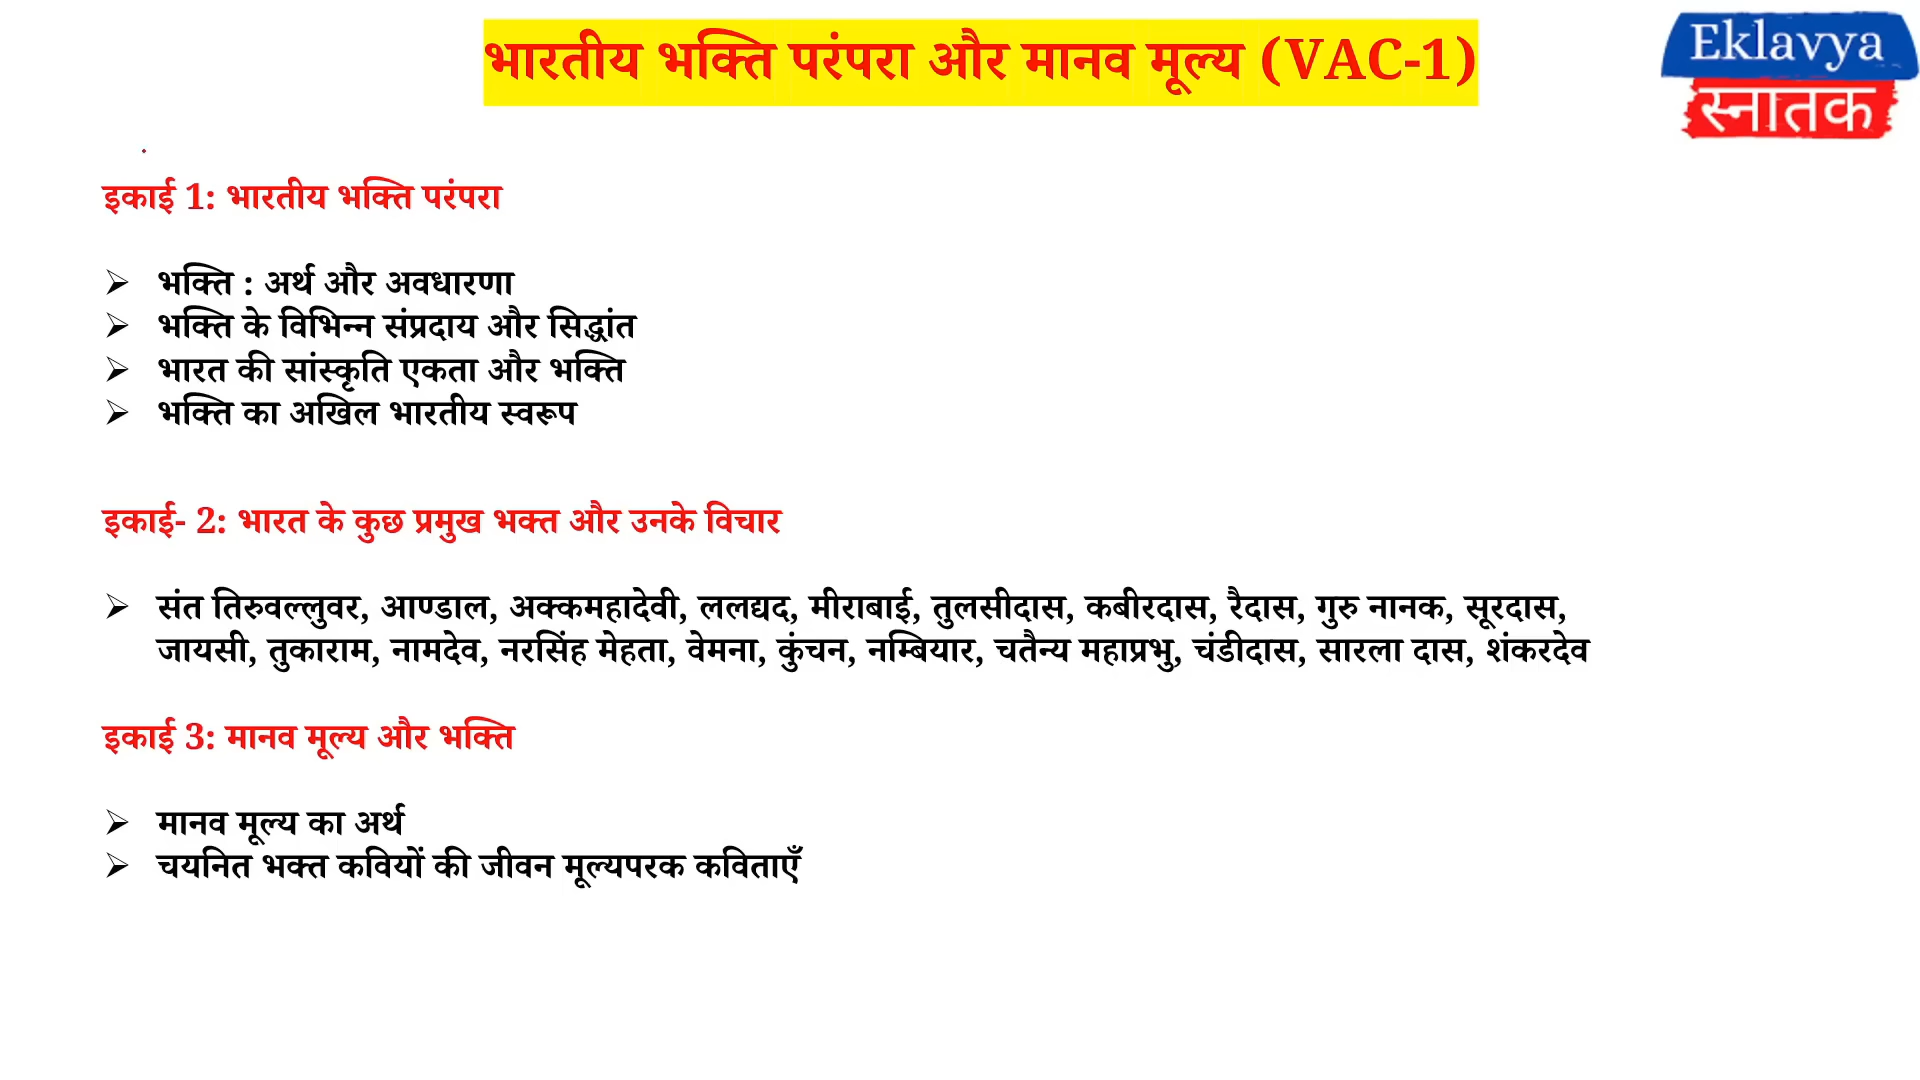 भारतीय भक्ति परंपरा और मानव मूल्य (VAC-1)
Eklavya
स्नातक
इकाई 1: भारतीय भक्ति परंपरा
➢ भक्ति : अर्थ और अवधारणा
➢ भक्ति के विभिन्न संप्रदाय और सिद्धांत
➢ भारत की सांस्कृति एकता और भक्ति
➢ भक्ति का अखिल भारतीय स्वरूप
इकाई- 2: भारत के कुछ प्रमुख भक्त और उनके विचार
➢ संत तिरुवल्लुवर, आण्डाल, अक्कमहादेवी, ललद्यद, मीराबाई, तुलसीदास, कबीरदास, रैदास, गुरु नानक, सूरदास,
जायसी, तुकाराम, नामदेव, नरसिंह मेहता, वेमना, कुंचन, नम्बियार, चतैन्य महाप्रभु, चंडीदास, सारला दास, शंकरदेव
इकाई 3: मानव मूल्य और भक्ति
➢ मानव मूल्य का अर्थ
➢ चयनित भक्त कवियों की जीवन मूल्यपरक कविताएँ